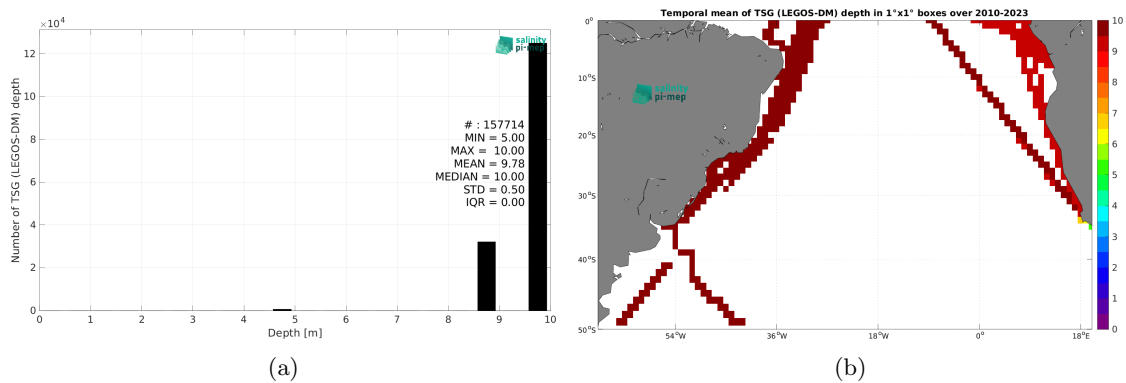 ×10⁴
salinity
pi-mep
12
10
8
6
4
2
0
Number of TSG (LEGOS-DM) depth
# : 157714
MIN = 5.00
MAX = 10.00
MEAN = 9.78
MEDIAN = 10.00
STD = 0.50
IQR = 0.00
0 1 2 3 4 5 6 7 8 9 10
Depth [m]
(a)
Temporal mean of TSG (LEGOS-DM) depth in 1°x1° boxes over 2010-2023
0°
10°S
20°S
30°S
40°S
50°S
salinity
pi-mep
54°W 36°W 18°W 0° 18°E
10
9
8
7
6
5
4
3
2
1
0
(b)